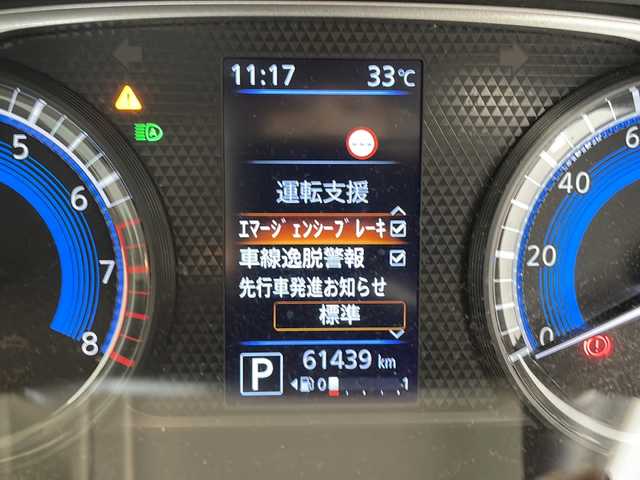 11:17 33℃
運転支援
エマージェンシーブレーキ
車線逸脱警報
先行車発進お知らせ
標準
P 61439 km
0 1
5
6
7
8
40
20
0
A